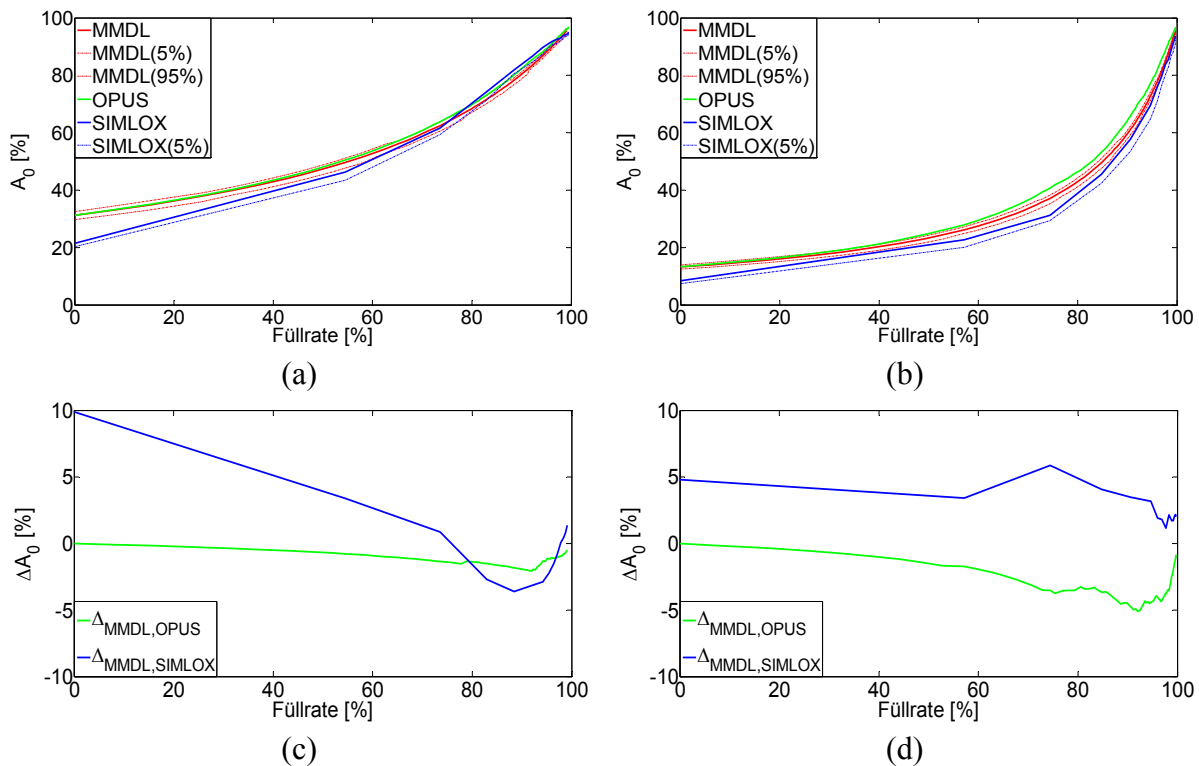 100
80
60
40
20
0
A0 [%]
MMDL
MMDL(5%)
MMDL(95%)
OPUS
SIMLOX
SIMLOX(5%)
0 20 40 60 80 100
Füllrate [%]
(a)
100
80
60
40
20
0
A0 [%]
MMDL
MMDL(5%)
MMDL(95%)
OPUS
SIMLOX
SIMLOX(5%)
0 20 40 60 80 100
Füllrate [%]
(b)
10
5
0
-5
-10
ΔA0 [%]
ΔMMDL,OPUS
ΔMMDL,SIMLOX
0 20 40 60 80 100
Füllrate [%]
(c)
10
5
0
-5
-10
ΔA0 [%]
ΔMMDL,OPUS
ΔMMDL,SIMLOX
0 20 40 60 80 100
Füllrate [%]
(d)